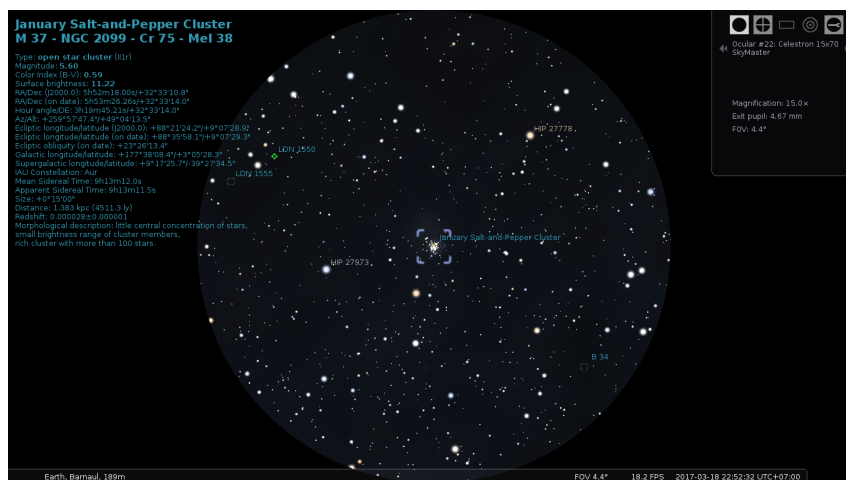 January Salt-and-Pepper Cluster
M 37 - NGC 2099 - Cr 75 - Mel 38
Type: open star cluster (II1r)
Magnitude: 5.60
Color Index (B-V): 0.59
Surface brightness: 11.22
RA/Dec (J2000.0): 5h52m18.00s/+32°33'10.8"
RA/Dec (on date): 5h53m26.26s/+32°33'14.0"
Hour angle/DE: 3h19m45.21s/+32°33'14.0"
Az/Alt: +259°57'47.4"/+49°04'13.5"
Ecliptic longitude/latitude (J2000.0): +88°21'24.2"/+9°07'28.9"
Ecliptic longitude/latitude (on date): +88°35'58.1"/+9°07'29.3"
Ecliptic obliquity (on date): +23°26'13.4"
Galactic longitude/latitude: +177°38'08.4"/+3°05'28.3"
Supergalactic longitude/latitude: +9°17'25.7"/-39°27'34.5"
IAU Constellation: Aur
Mean Sidereal Time: 9h13m12.0s
Apparent Sidereal Time: 9h13m11.5s
Size: +0°15'00"
Distance: 1.383 kpc (4511.3 ly)
Redshift: 0.000028±0.000001
Morphological description: little central concentration of stars,
small brightness range of cluster members,
rich cluster with more than 100 stars.
Ocular #22: Celestron 15x70
SkyMaster
Magnification: 15.0×
Exit pupil: 4.67 mm
FOV: 4.4°
HIP 27778
LDN 1550
LDN 1555
January Salt-and-Pepper Cluster
HIP 27973
B 34
Earth, Barnaul, 189m
FOV 4.4°
18.2 FPS
2017-03-18 22:52:32 UTC+07:00